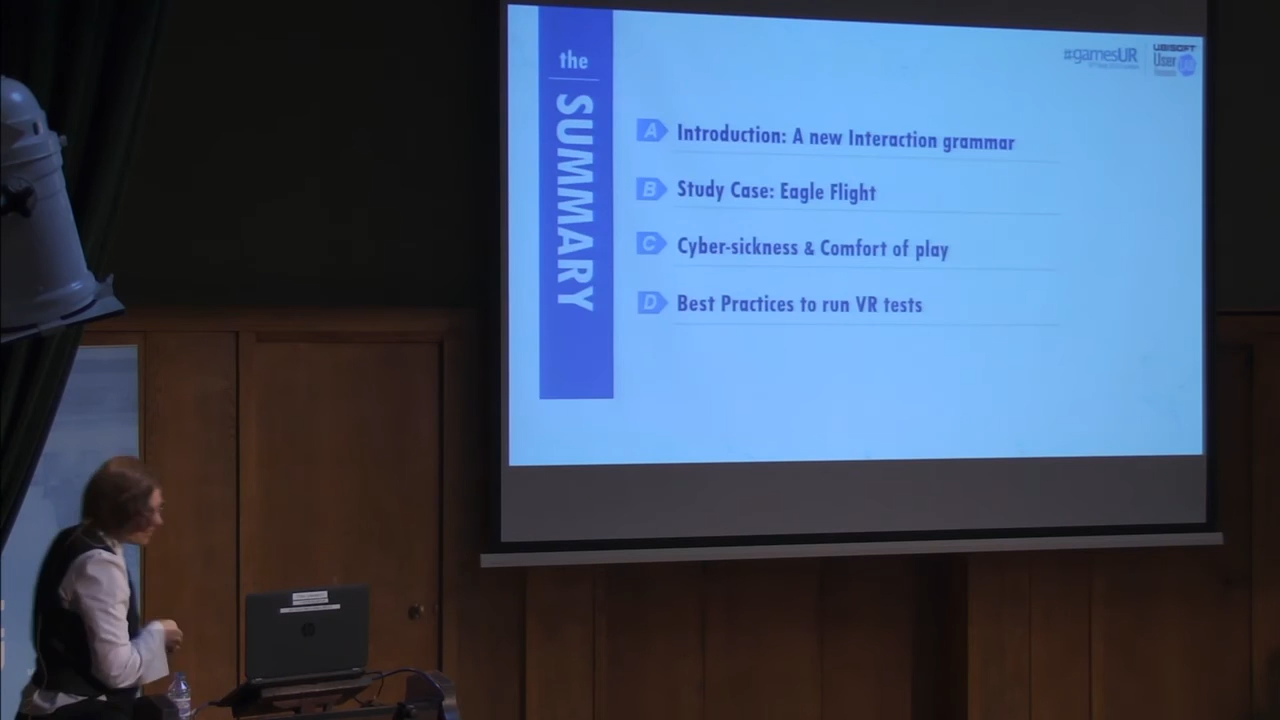 the
SUMMARY
#gamesUR
UBISOFT
User
A Introduction: A new Interaction grammar
B Study Case: Eagle Flight
C Cyber-sickness & Comfort of play
D Best Practices to run VR tests
hp